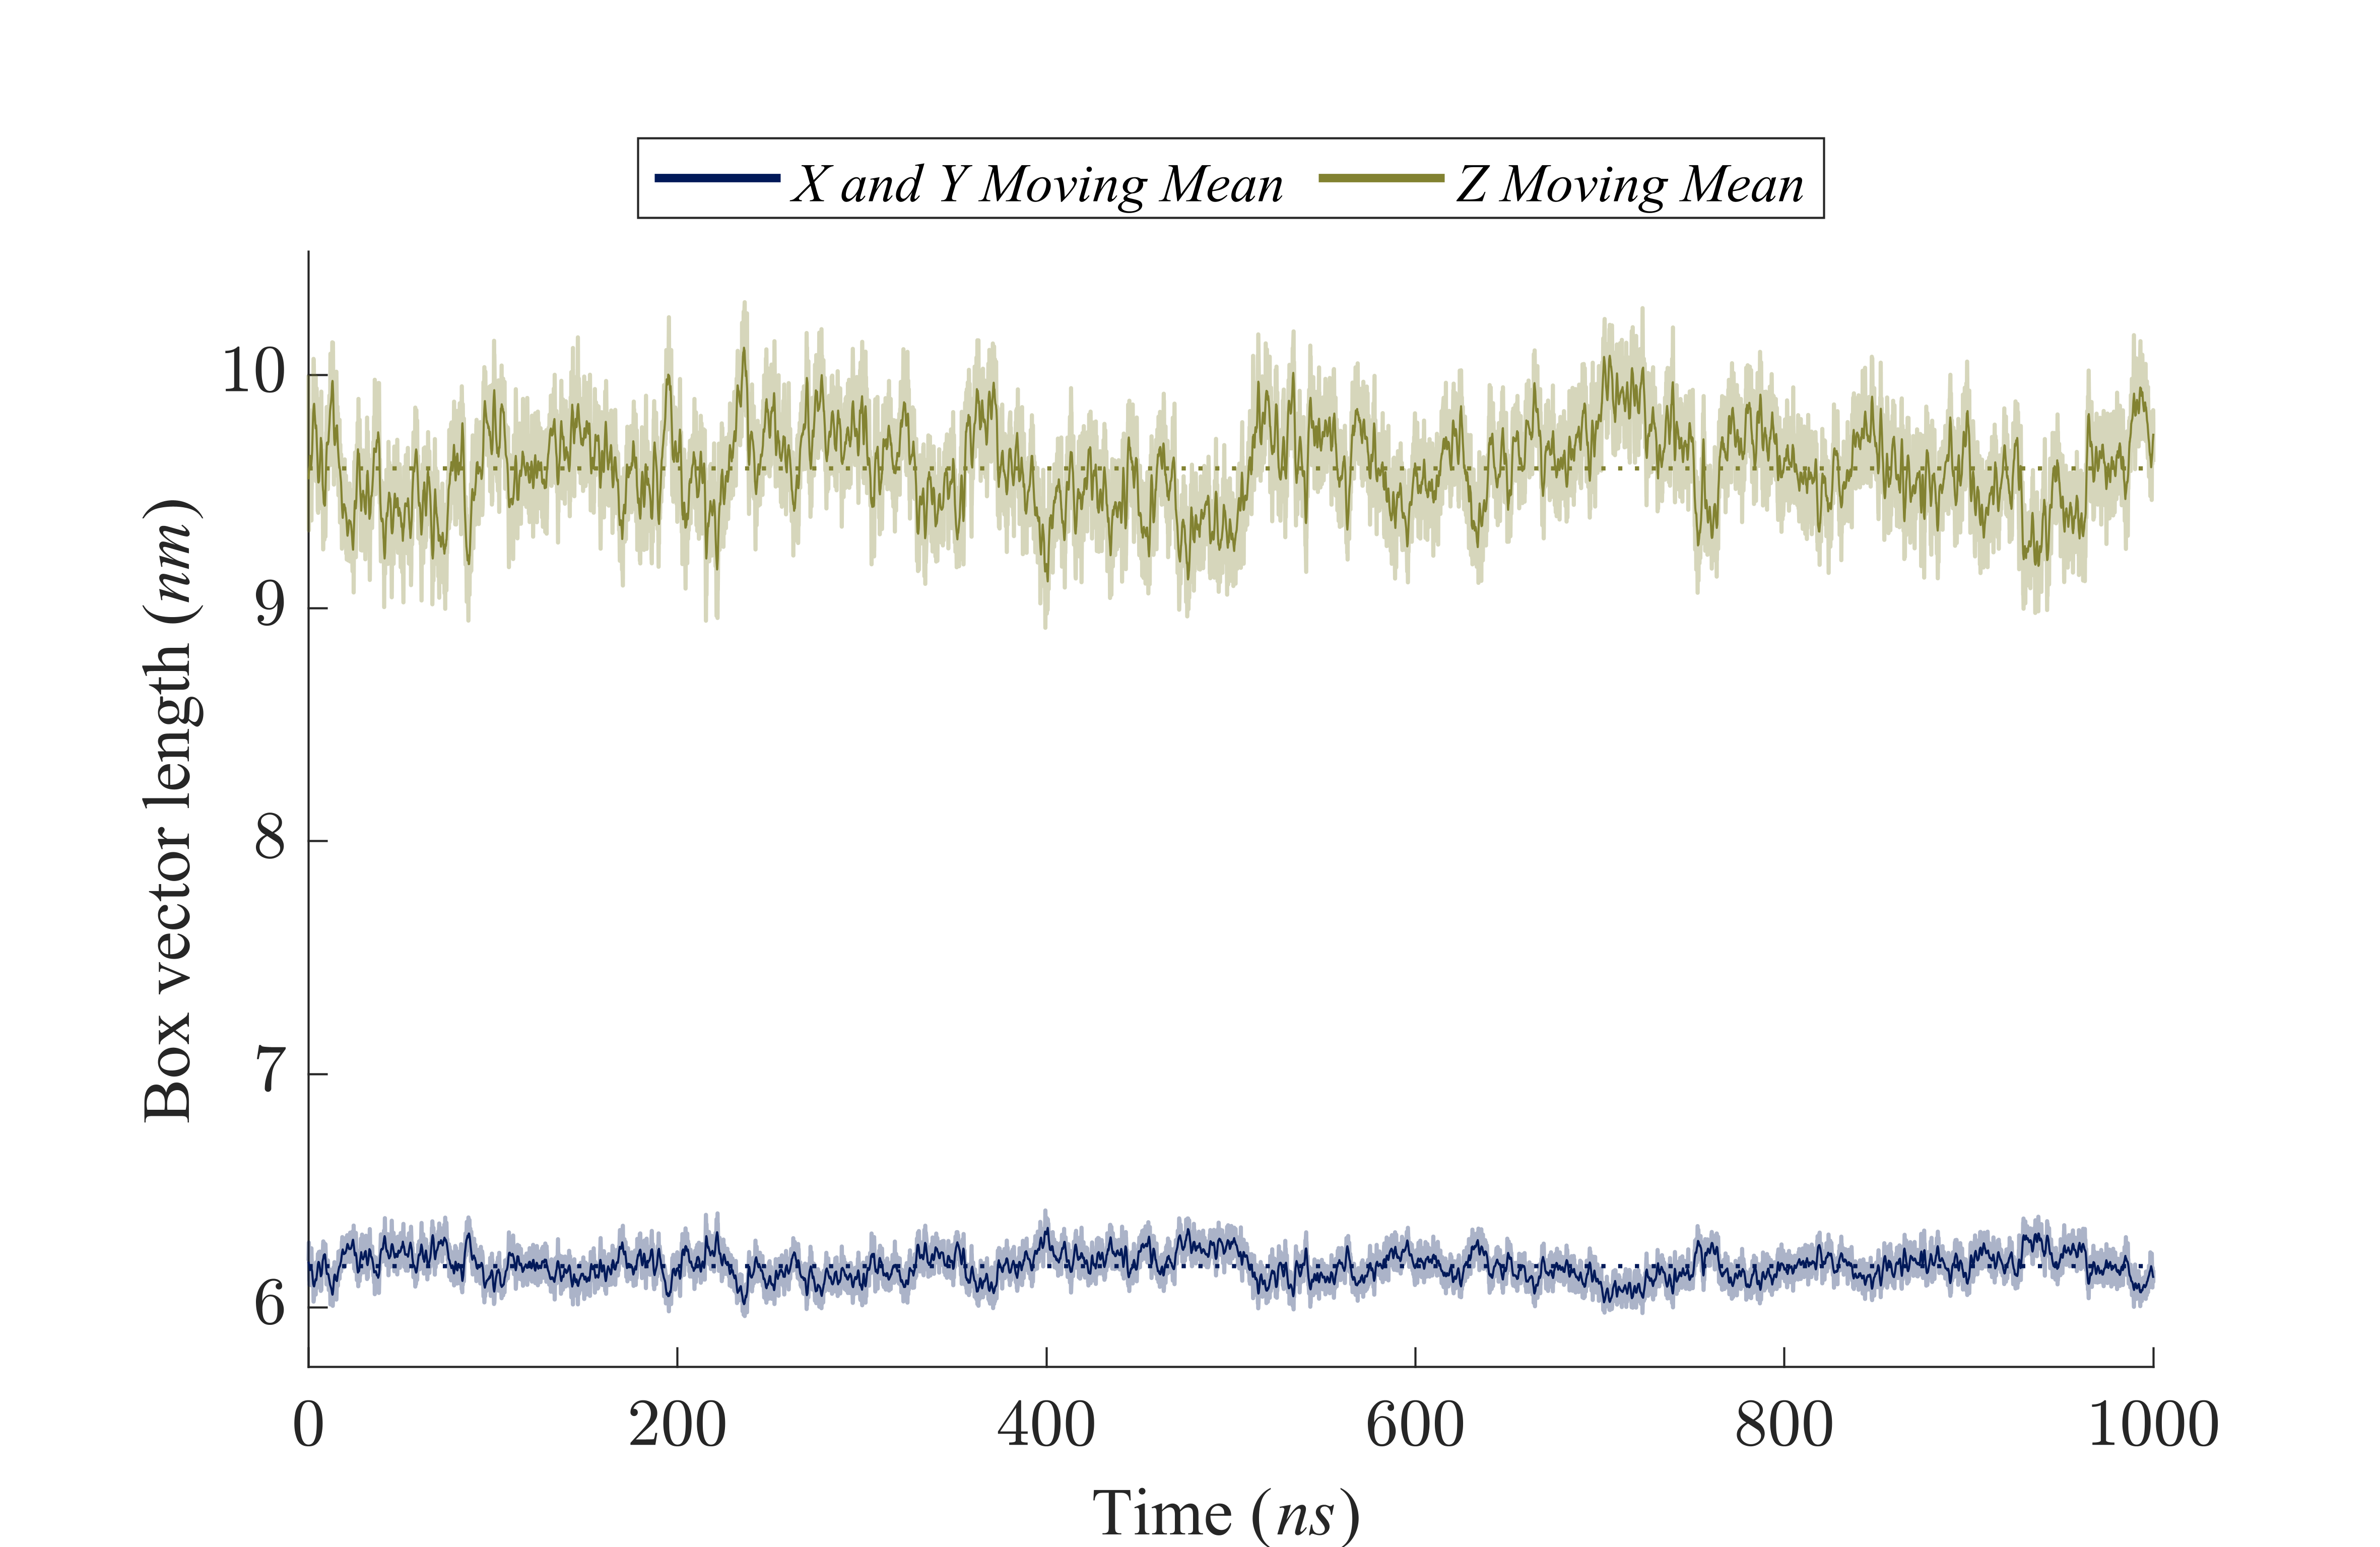 X and Y Moving Mean Z Moving Mean
Box vector length (nm)
10
9
8
7
6
0 200 400 600 800 1000
Time (ns)